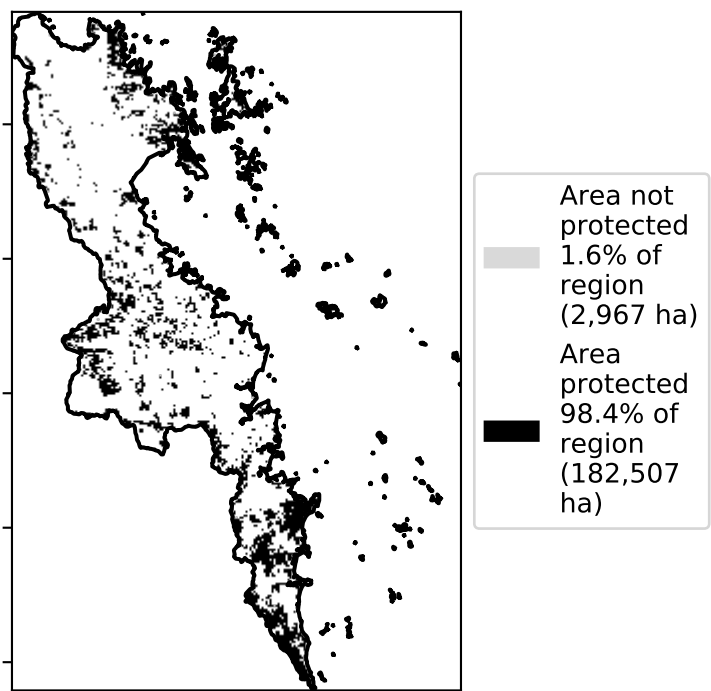 Area not
protected
1.6% of
region
(2,967 ha)
Area
protected
98.4% of
region
(182,507
ha)